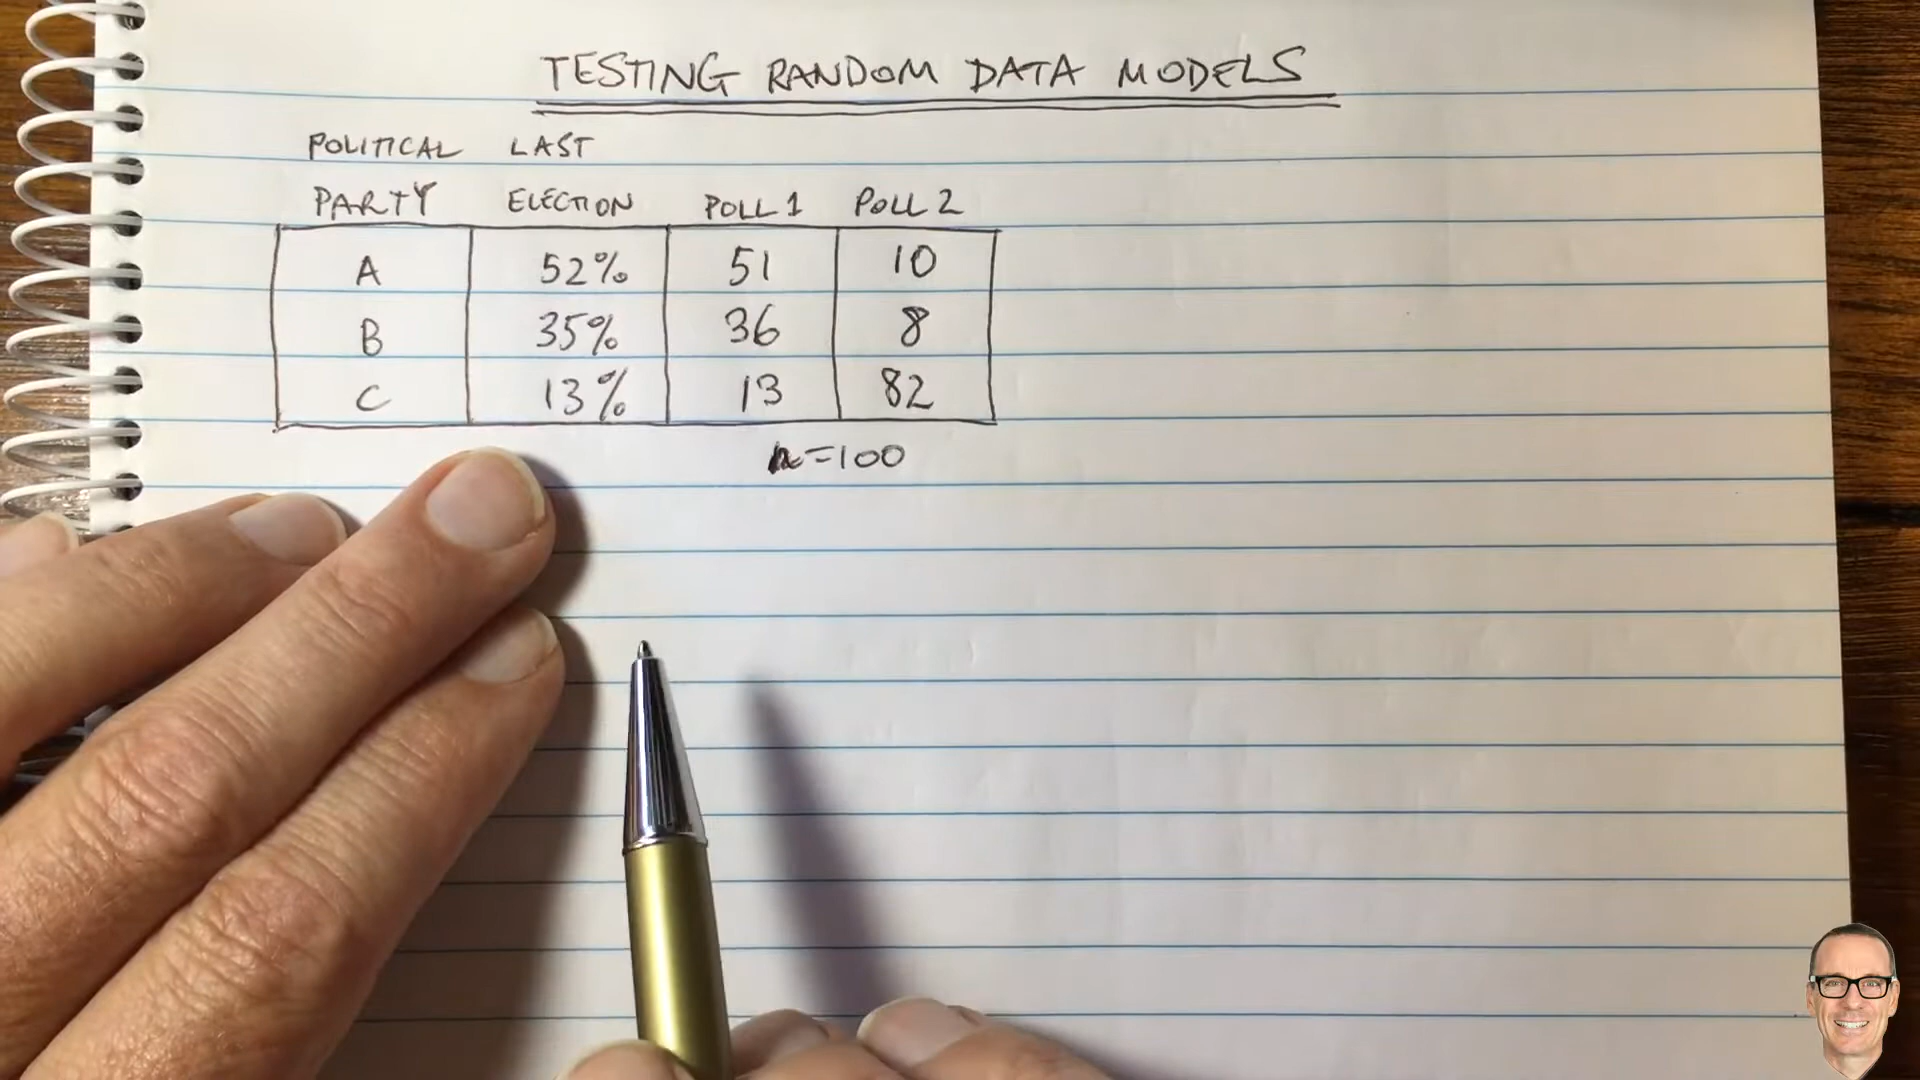 TESTING RANDOM DATA MODELS
POLITICAL LAST
PARTY ELECTION POLL 1 POLL 2
A 52% 51 10
B 35% 36 8
C 13% 13 82
n=100